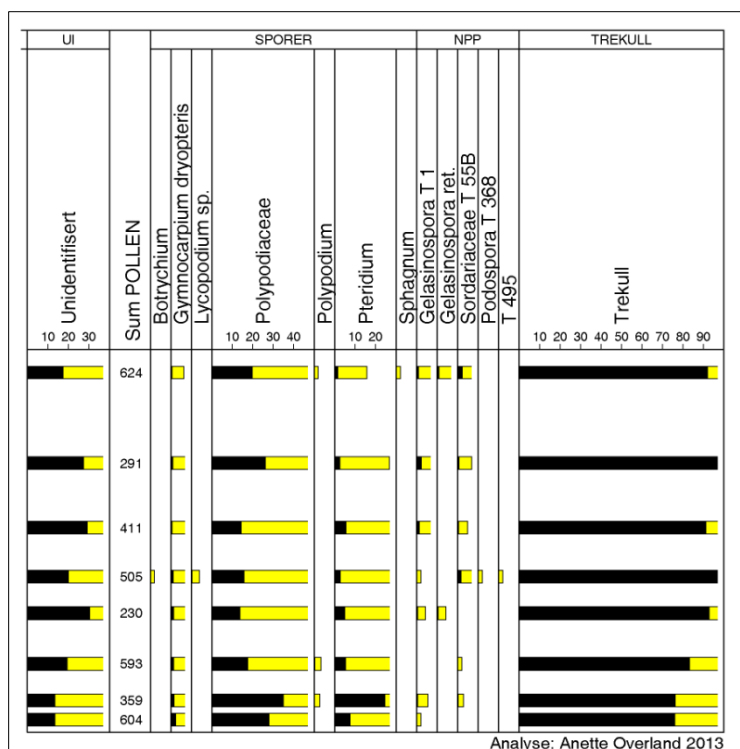 UI SPORER NPP TREKULL
Unidentifisert
Sum POLLEN
Botrychium
Gymnocarpium dryopteris
Lycopodium sp.
Polypodiaceae
Polypodium
Pteridium
Sphagnum
Gelasinospora T 1
Gelasinospora ret.
Sordariaceae T 55B
Podospora T 368
T 495
Trekull
10 20 30 10 20 30 40 10 20 10 20 30 40 50 60 70 80 90
624
291
411
505
230
593
359
604
Analyse: Anette Overland 2013